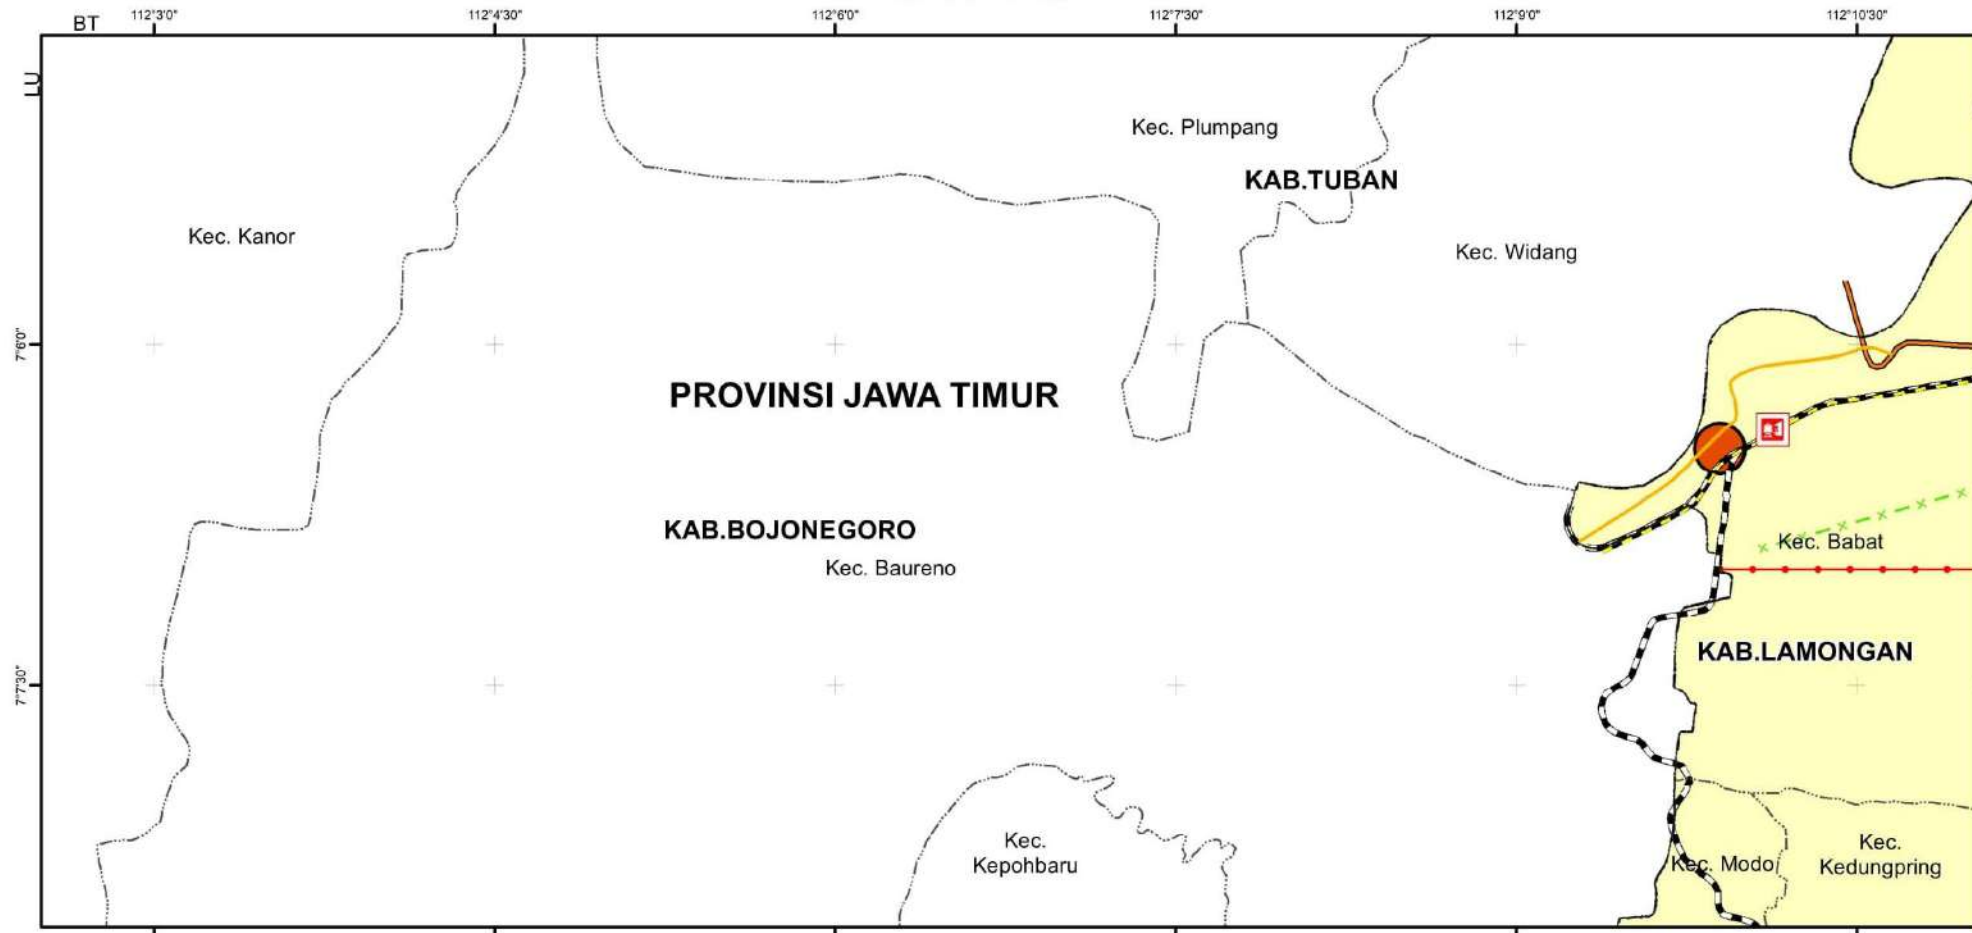 BT
112°3'0"
112°4'30"
112°6'0"
112°7'30"
112°9'0"
112°10'30"
LU
Kec. Plumpang
KAB.TUBAN
Kec. Kanor
Kec. Widang
7°6'0"
PROVINSI JAWA TIMUR
KAB.BOJONEGORO
Kec. Baureno
Kec. Babat
KAB.LAMONGAN
7°7'30"
Kec.
Kepohbaru
Kec. Modo
Kec.
Kedungpring